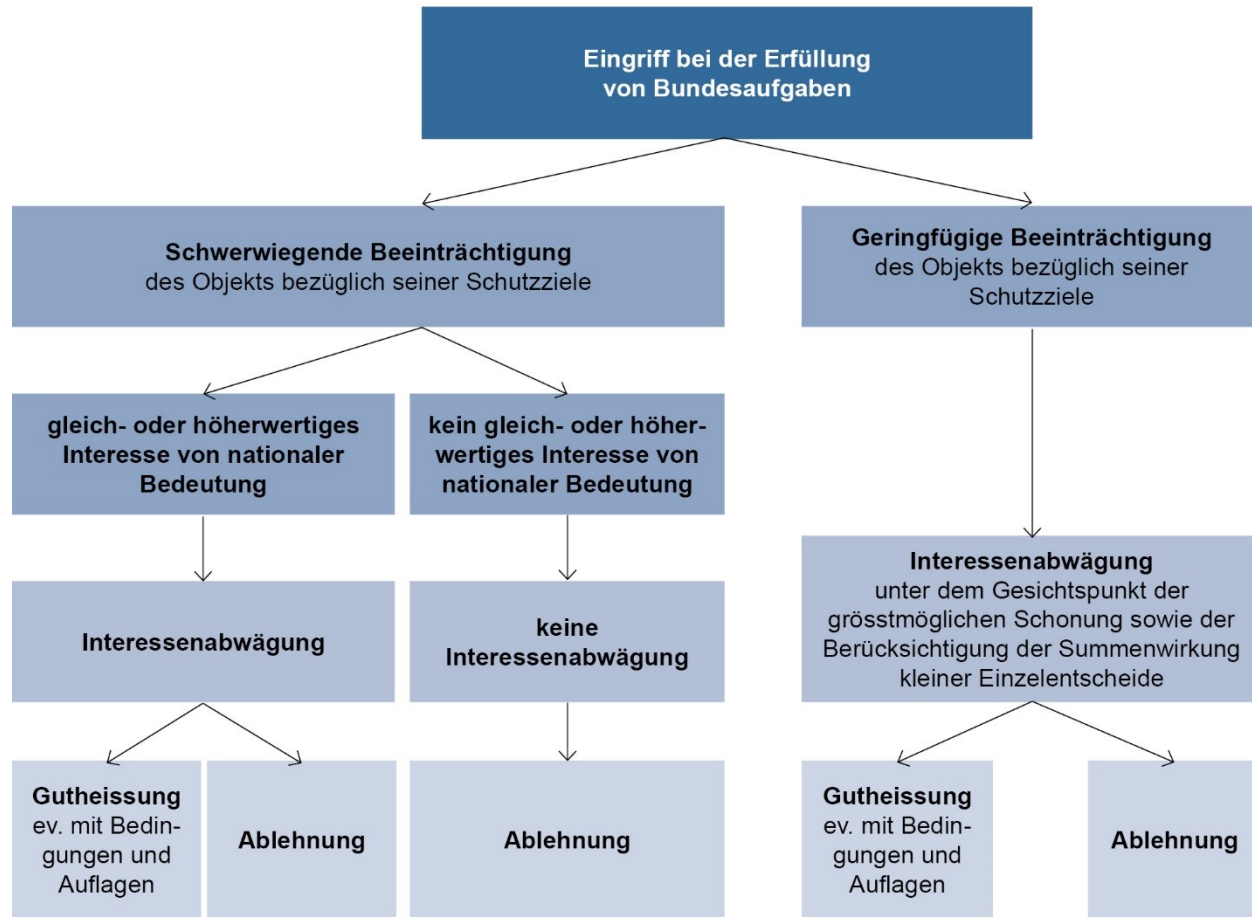 Eingriff bei der Erfüllung
von Bundesaufgaben
Schwerwiegende Beeinträchtigung
des Objekts bezüglich seiner Schutzziele
Geringfügige Beeinträchtigung
des Objekts bezüglich seiner
Schutzziele
gleich- oder höherwertiges
Interesse von nationaler
Bedeutung
kein gleich- oder höher-
wertiges Interesse von
nationaler Bedeutung
Interessenabwägung
keine
Interessenabwägung
Interessenabwägung
unter dem Gesichtspunkt der
grösstmöglichen Schonung sowie der
Berücksichtigung der Summenwirkung
kleiner Einzelentscheide
Gutheissung
ev. mit Bedin-
gungen und
Auflagen
Ablehnung
Ablehnung
Gutheissung
ev. mit Bedin-
gungen und
Auflagen
Ablehnung